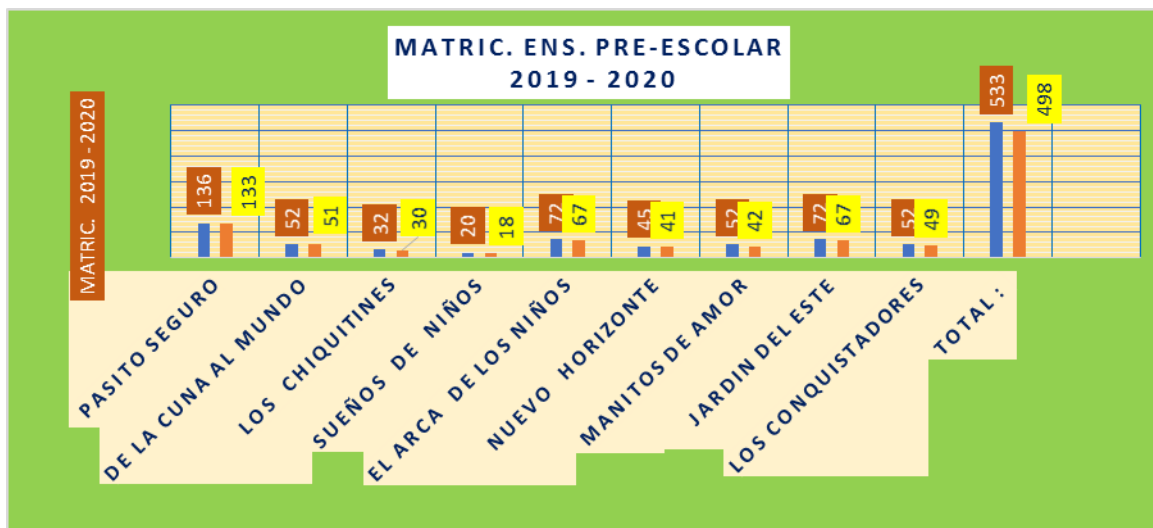 MATRIC. ENS. PRE-ESCOLAR
2019 - 2020
MATRIC. 2019 - 2020
136
133
52
51
32
30
20
18
72
67
45
41
52
42
72
67
52
49
533
498
PASITO SEGURO
DE LA CUNA AL MUNDO
LOS CHIQUITINES
SUEÑOS DE NIÑOS
EL ARCA DE LOS NIÑOS
NUEVO HORIZONTE
MANITOS DE AMOR
JARDIN DEL ESTE
LOS CONQUISTADORES
TOTAL :